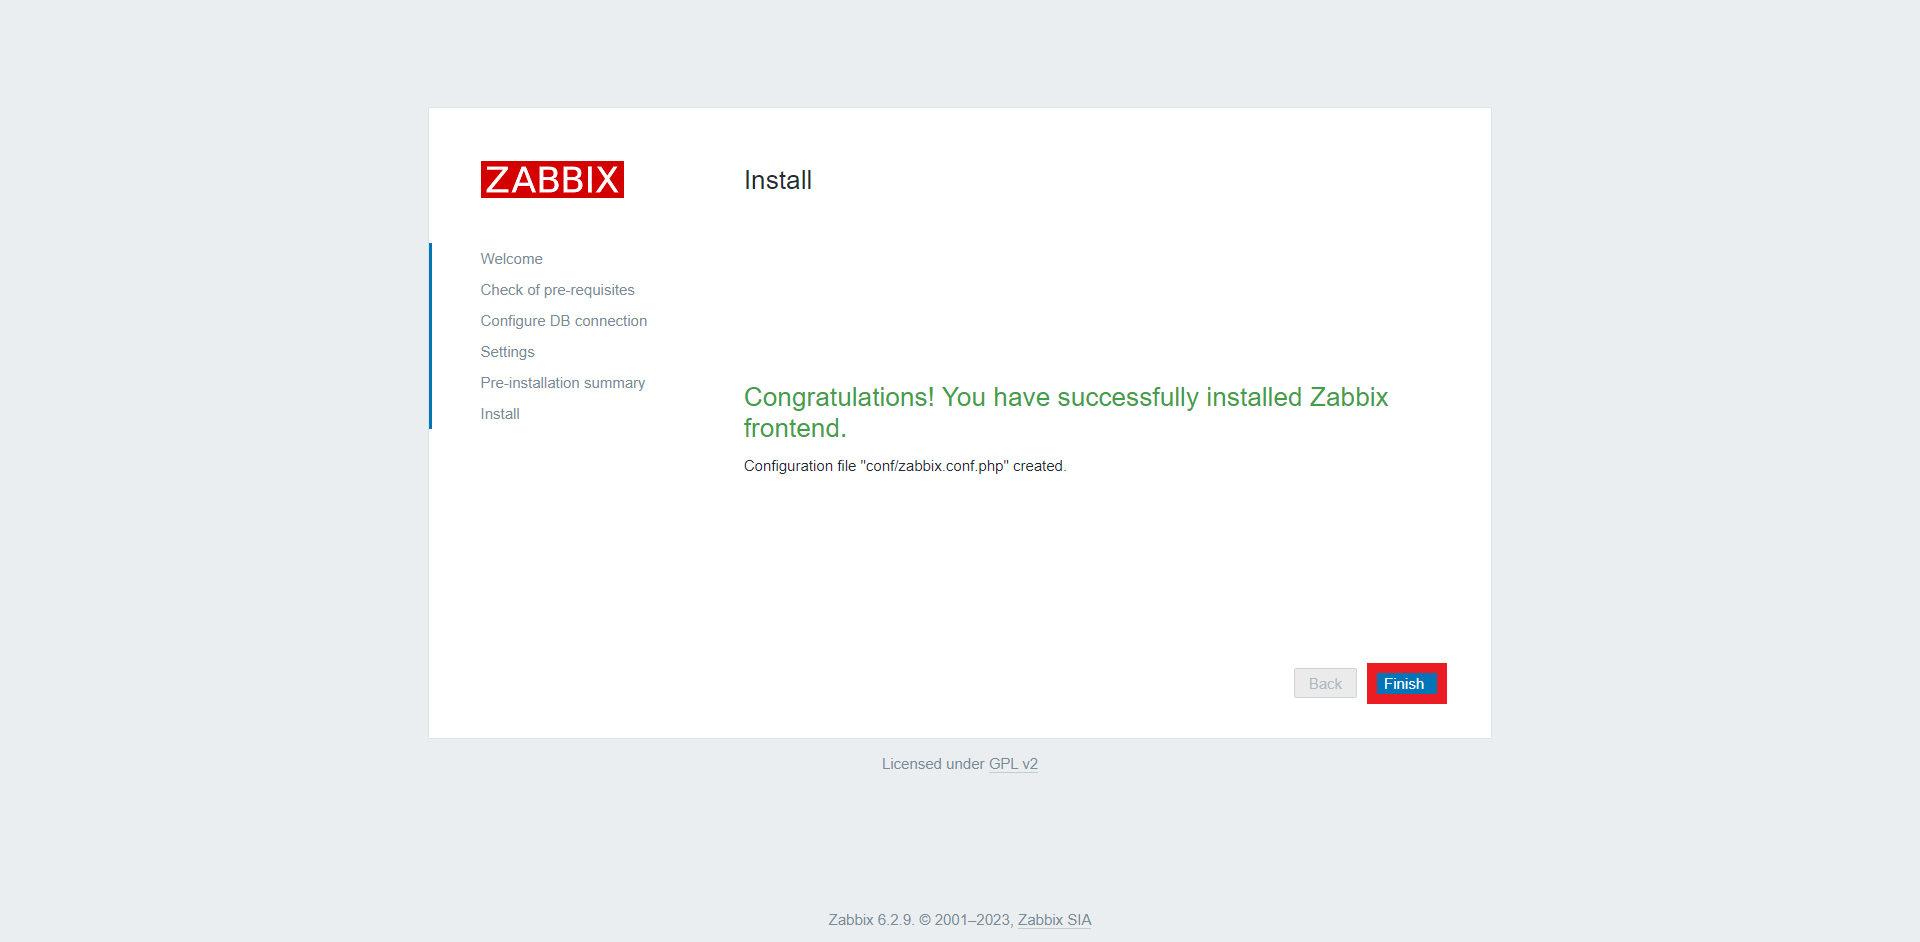 ZABBIX
Install
Welcome
Check of pre-requisites
Configure DB connection
Settings
Pre-installation summary
Install
Congratulations! You have successfully installed Zabbix
frontend.
Configuration file "conf/zabbix.conf.php" created.
Back
Finish
Licensed under GPL v2
Zabbix 6.2.9. © 2001–2023, Zabbix SIA